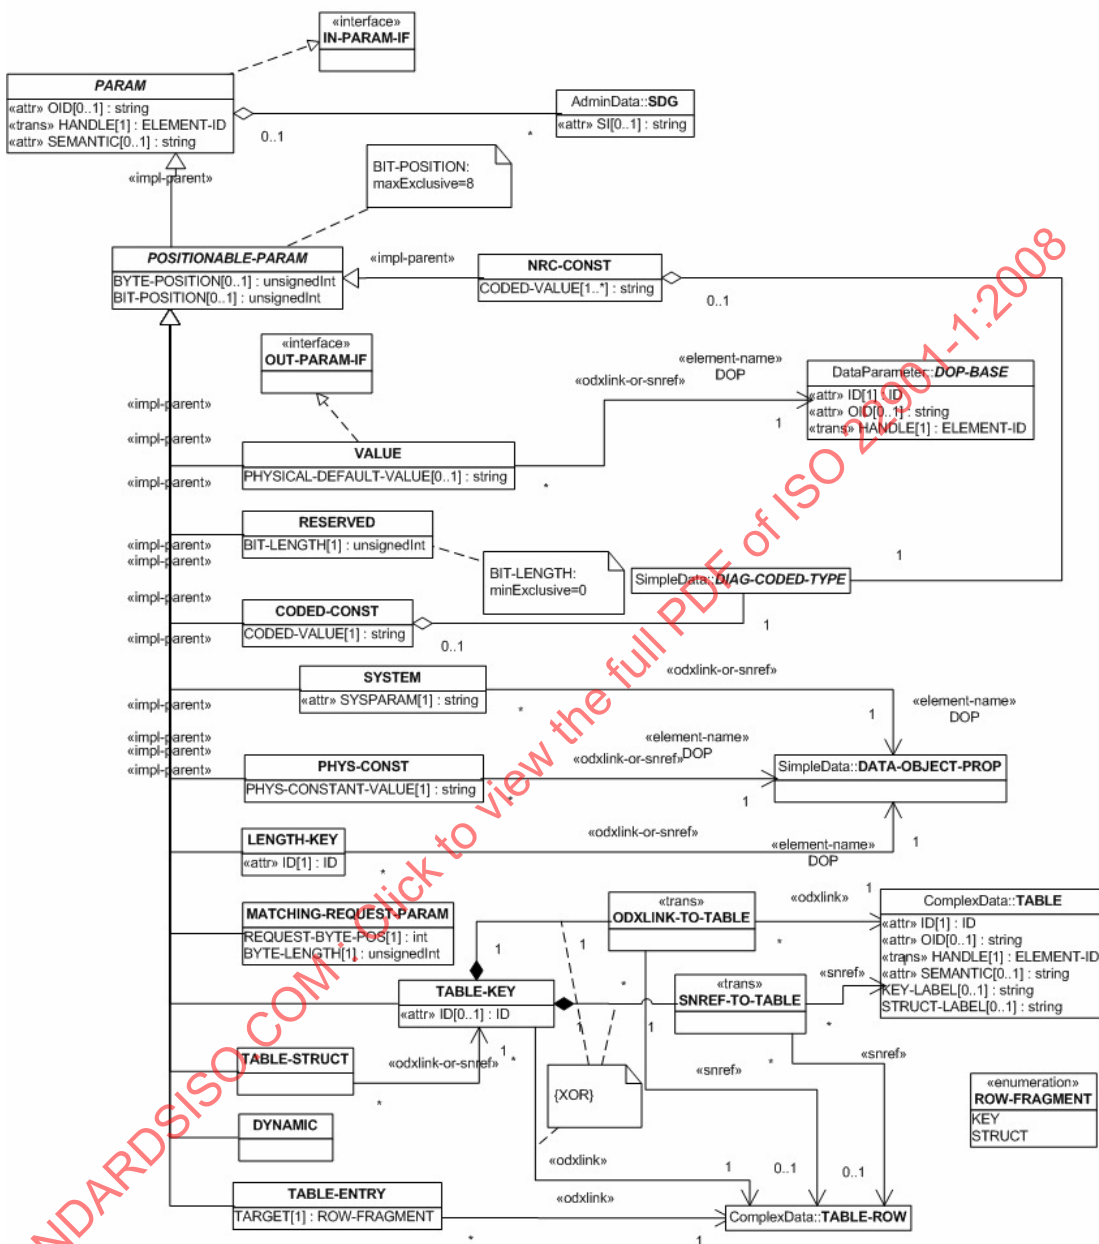 «interface»
IN-PARAM-IF
PARAM
«attr» OID[0..1] : string
«trans» HANDLE[1] : ELEMENT-ID
«attr» SEMANTIC[0..1] : string
0..1
*
AdminData::SDG
«attr» SI[0..1] : string
«impl-parent»
BIT-POSITION:
maxExclusive=8
POSITIONABLE-PARAM
BYTE-POSITION[0..1] : unsignedInt
BIT-POSITION[0..1] : unsignedInt
«impl-parent»
NRC-CONST
CODED-VALUE[1..*] : string
0..1
«interface»
OUT-PARAM-IF
«element-name»
DOP
«odxlink-or-snref»
DataParameter::DOP-BASE
«attr» ID[1] : ID
«attr» OID[0..1] : string
«trans» HANDLE[1] : ELEMENT-ID
1
«impl-parent»
«impl-parent»
VALUE
PHYSICAL-DEFAULT-VALUE[0..1] : string
*
«impl-parent»
RESERVED
BIT-LENGTH[1] : unsignedInt
«impl-parent»
«impl-parent»
BIT-LENGTH:
minExclusive=0
1
SimpleData::DIAG-CODED-TYPE
«impl-parent»
CODED-CONST
CODED-VALUE[1] : string
0..1
1
«impl-parent»
SYSTEM
«attr» SYSPARAM[1] : string
*
«odxlink-or-snref»
1
«element-name»
DOP
«impl-parent»
«impl-parent»
«impl-parent»
«impl-parent»
PHYS-CONST
PHYS-CONSTANT-VALUE[1] : string
*
«element-name»
DOP
«odxlink-or-snref»
1
SimpleData::DATA-OBJECT-PROP
LENGTH-KEY
«attr» ID[1] : ID
*
«odxlink-or-snref»
«element-name»
DOP
1
MATCHING-REQUEST-PARAM
REQUEST-BYTE-POS[1] : int
BYTE-LENGTH[1] : unsignedInt
«trans»
ODXLINK-TO-TABLE
«odxlink»
1
*
1
1
ComplexData::TABLE
«attr» ID[1] : ID
«attr» OID[0..1] : string
«trans» HANDLE[1] : ELEMENT-ID
«attr» SEMANTIC[0..1] : string
KEY-LABEL[0..1] : string
STRUCT-LABEL[0..1] : string
TABLE-KEY
«attr» ID[0..1] : ID
*
1
«trans»
SNREF-TO-TABLE
«snref»
*
*
1
1
*
TABLE-STRUCT
«odxlink-or-snref»
*
{XOR}
«snref»
«snref»
«enumeration»
ROW-FRAGMENT
KEY
STRUCT
DYNAMIC
«odxlink»
1
0..1
0..1
TABLE-ENTRY
TARGET[1] : ROW-FRAGMENT
*
«odxlink»
1
ComplexData::TABLE-ROW
NDARDSISO.COM : Click to view the full PDF of ISO 22901-1:2008